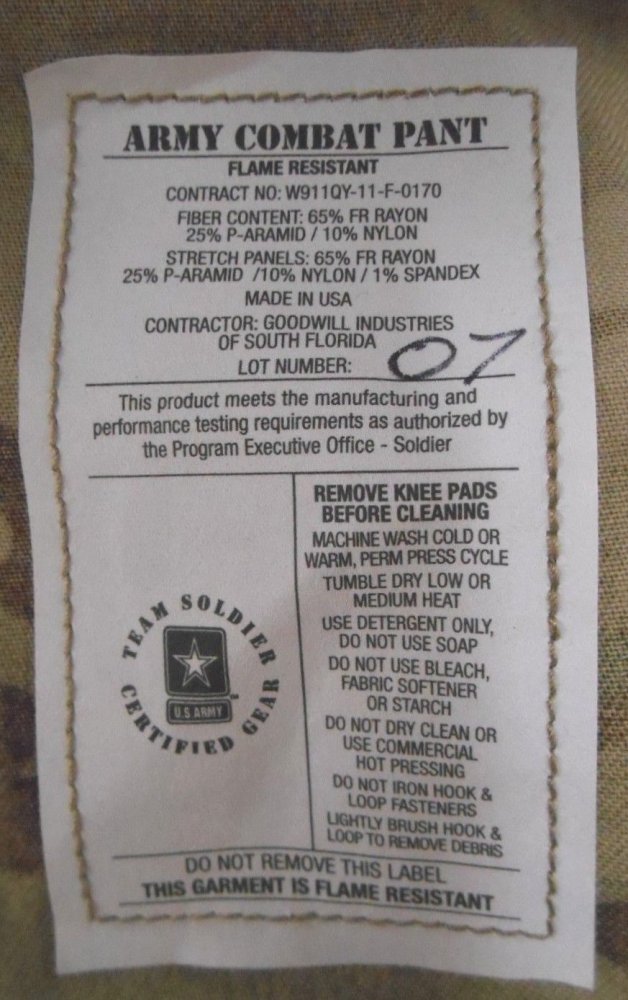 ARMY COMBAT PANT
FLAME RESISTANT
CONTRACT NO: W911QY-11-F-0170
FIBER CONTENT: 65% FR RAYON
25% P-ARAMID / 10% NYLON
STRETCH PANELS: 65% FR RAYON
25% P-ARAMID /10% NYLON / 1% SPANDEX
MADE IN USA
CONTRACTOR: GOODWILL INDUSTRIES
OF SOUTH FLORIDA
LOT NUMBER: 07
This product meets the manufacturing and
performance testing requirements as authorized by
the Program Executive Office - Soldier
REMOVE KNEE PADS
BEFORE CLEANING
MACHINE WASH COLD OR
WARM, PERM PRESS CYCLE
TUMBLE DRY LOW OR
MEDIUM HEAT
USE DETERGENT ONLY,
DO NOT USE SOAP
DO NOT USE BLEACH,
FABRIC SOFTENER
OR STARCH
DO NOT DRY CLEAN OR
USE COMMERCIAL
HOT PRESSING
DO NOT IRON HOOK &
LOOP FASTENERS
LIGHTLY BRUSH HOOK &
LOOP TO REMOVE DEBRIS
TEAM SOLDIER
U.S ARMY
CERTIFIED GEAR
DO NOT REMOVE THIS LABEL
THIS GARMENT IS FLAME RESISTANT